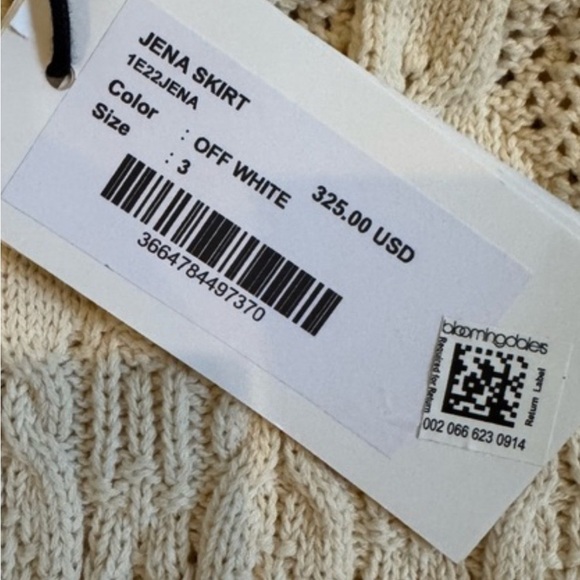 JENA SKIRT
1E22JENA
Color : OFF WHITE 325.00 USD
Size : 3
3664784497370
bloomingdale's
Required for Return
Return Label
002 066 623 0914